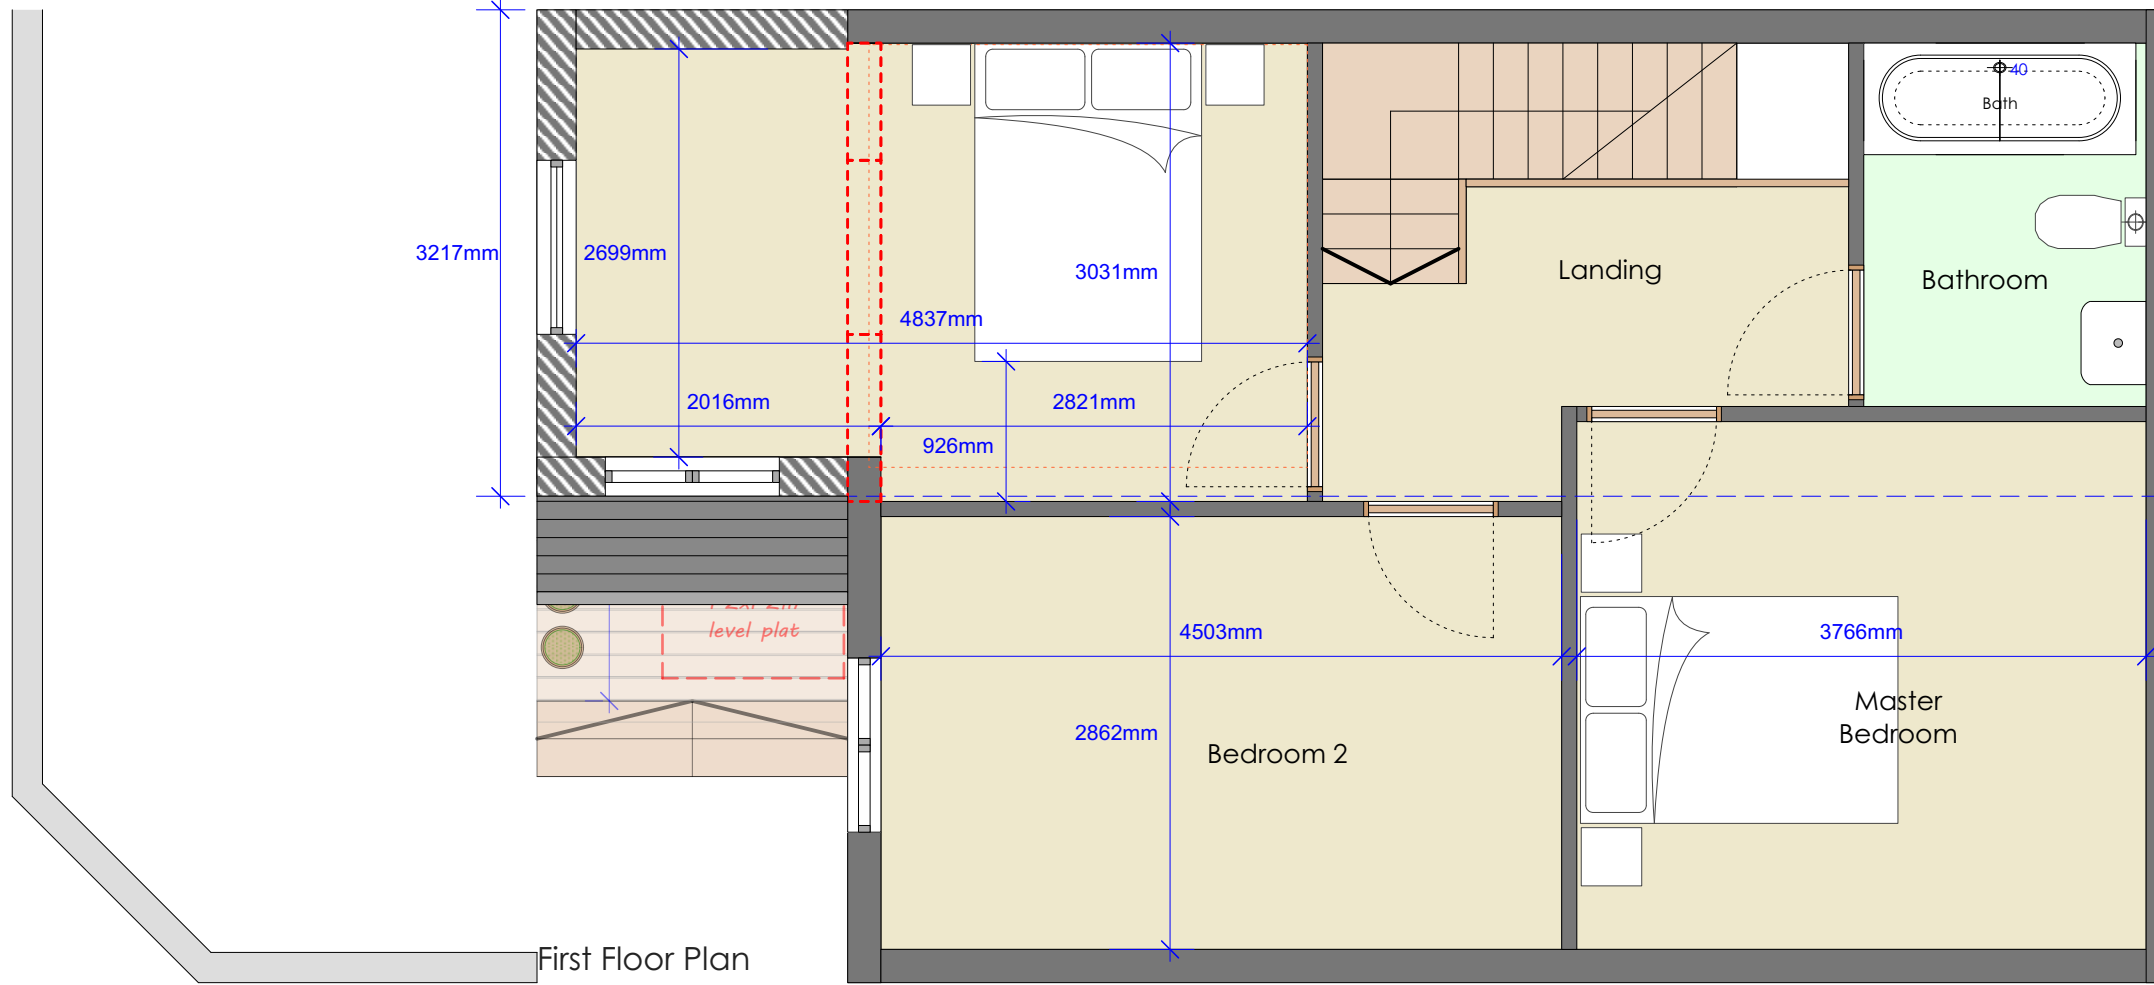 40
Bath
3217mm
2699mm
3031mm
Landing
Bathroom
4837mm
2016mm
2821mm
926mm
level plat
4503mm
3766mm
Master
Bedroom
2862mm
Bedroom 2
First Floor Plan